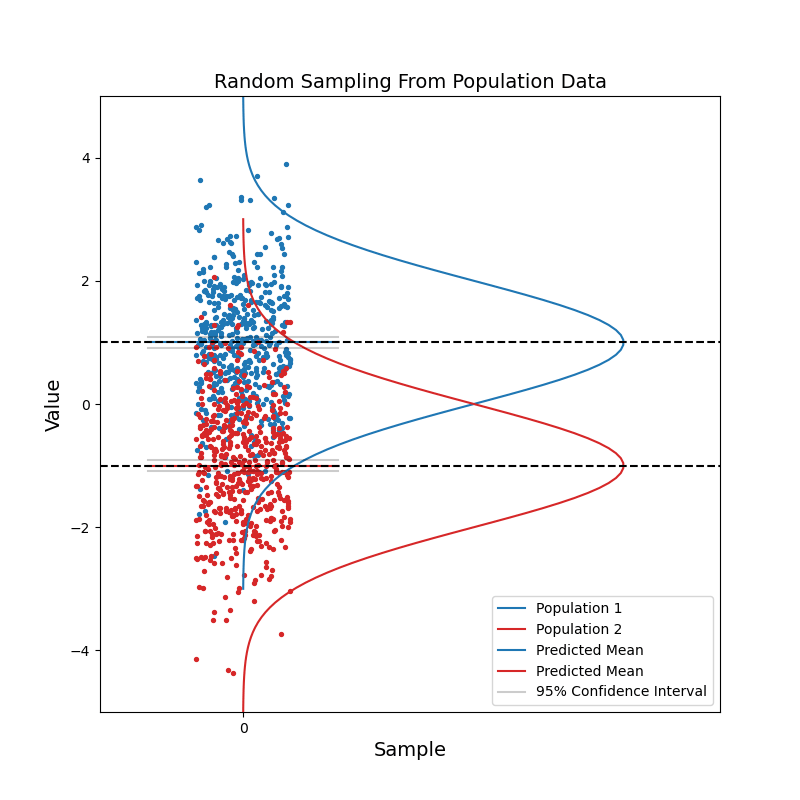 Random Sampling From Population Data
4
2
0
−2
−4
Value
0
Sample
Population 1
Population 2
Predicted Mean
Predicted Mean
95% Confidence Interval